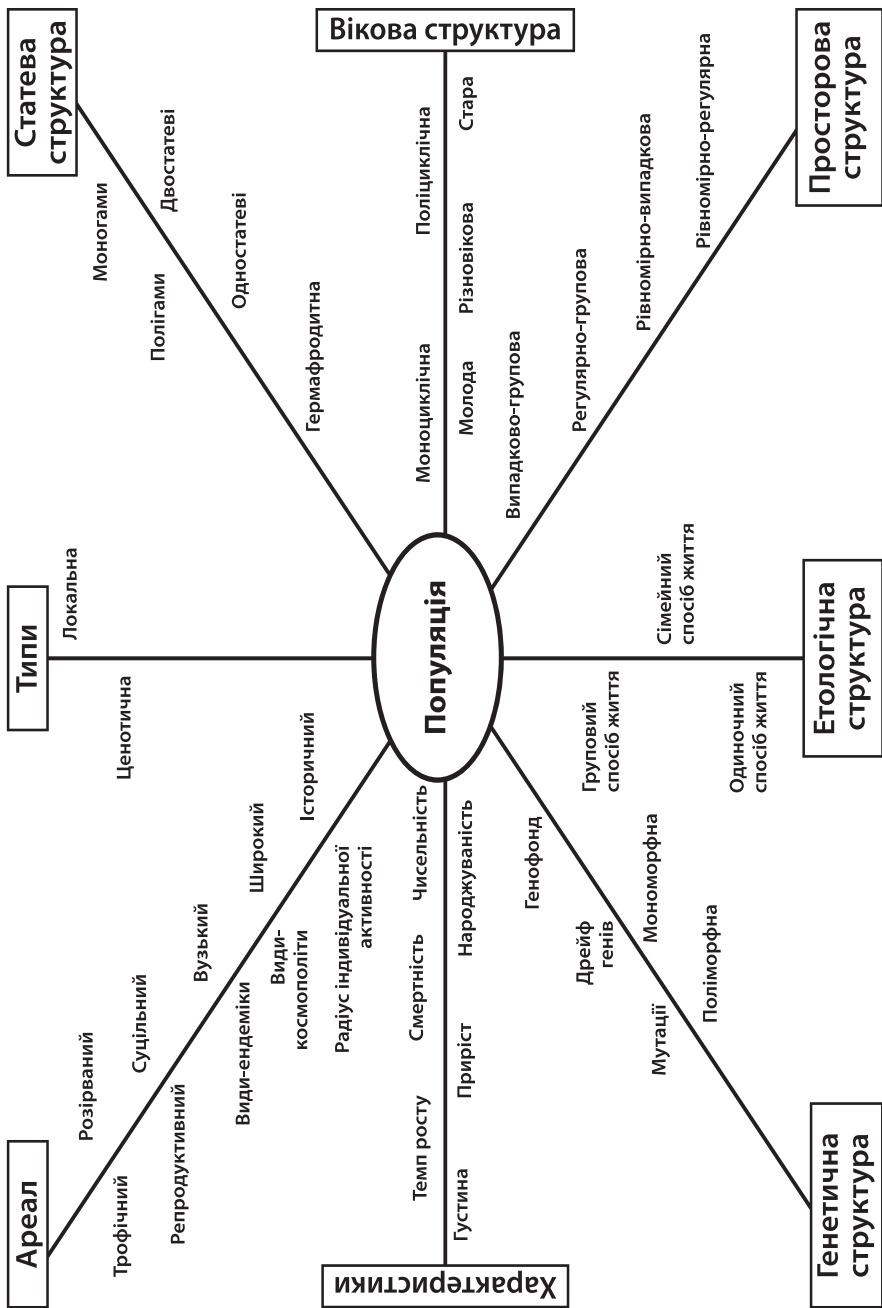 Ареал
Розірваний
Суцільний
Вузький
Широкий
Історичний
Трофічний
Репродуктивний
Види-ендеміки
Види-
космополіти
Радіус індивідуальної
активності
Типи
Ценотична
Локальна
Статева
структура
Моногами
Двостатеві
Полігами
Одностатеві
Гермафродитна
Характеристики
Темп росту
Смертність
Чисельність
Густина
Приріст
Народжуваність
Популяція
Вікова структура
Моноциклічна
Поліциклічна
Молода
Різновікова
Стара
Генетична
структура
Генофонд
Дрейф
генів
Мономорфна
Мутації
Поліморфна
Етологічна
структура
Груповий
спосіб життя
Сімейний
спосіб життя
Одиночний
спосіб життя
Просторова
структура
Випадково-групова
Регулярно-групова
Рівномірно-випадкова
Рівномірно-регулярна